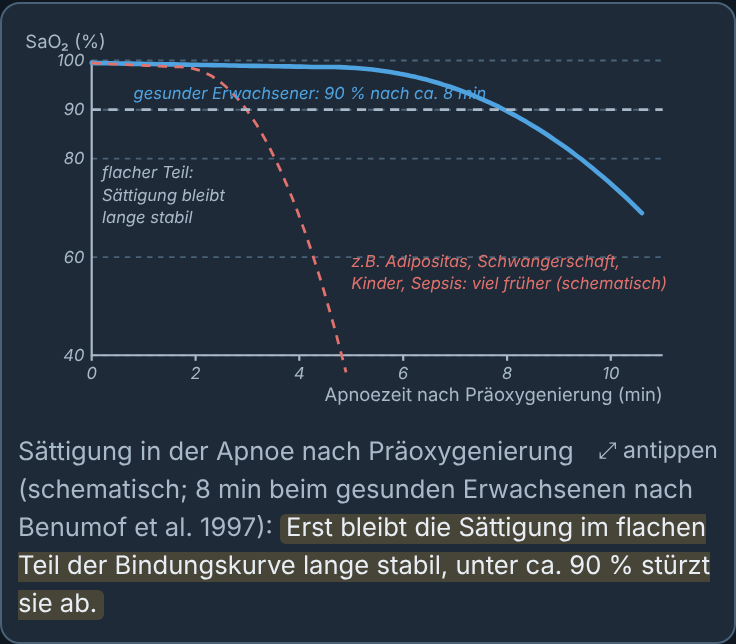 SaO₂ (%)
100
gesunder Erwachsener: 90 % nach ca. 8 min
90
80
flacher Teil:
Sättigung bleibt
lange stabil
60
z.B. Adipositas, Schwangerschaft,
Kinder, Sepsis: viel früher (schematisch)
40
0 2 4 6 8 10
Apnoezeit nach Präoxygenierung (min)
Sättigung in der Apnoe nach Präoxygenierung
⤢ antippen
(schematisch; 8 min beim gesunden Erwachsenen nach
Benumof et al. 1997): Erst bleibt die Sättigung im flachen
Teil der Bindungskurve lange stabil, unter ca. 90 % stürzt
sie ab.